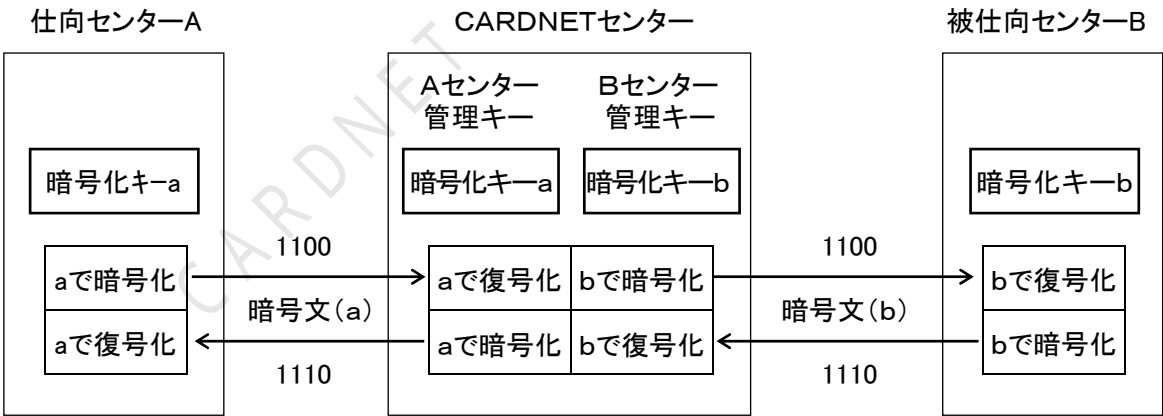 仕向センターA
CARDNETセンター
被仕向センターB
Aセンター
管理キー
Bセンター
管理キー
暗号化キーa
暗号化キーa
暗号化キーb
暗号化キーb
1100
1100
aで暗号化
aで復号化
bで暗号化
bで復号化
暗号文(a)
暗号文(b)
aで復号化
aで暗号化
bで復号化
bで暗号化
1110
1110
CARDNET